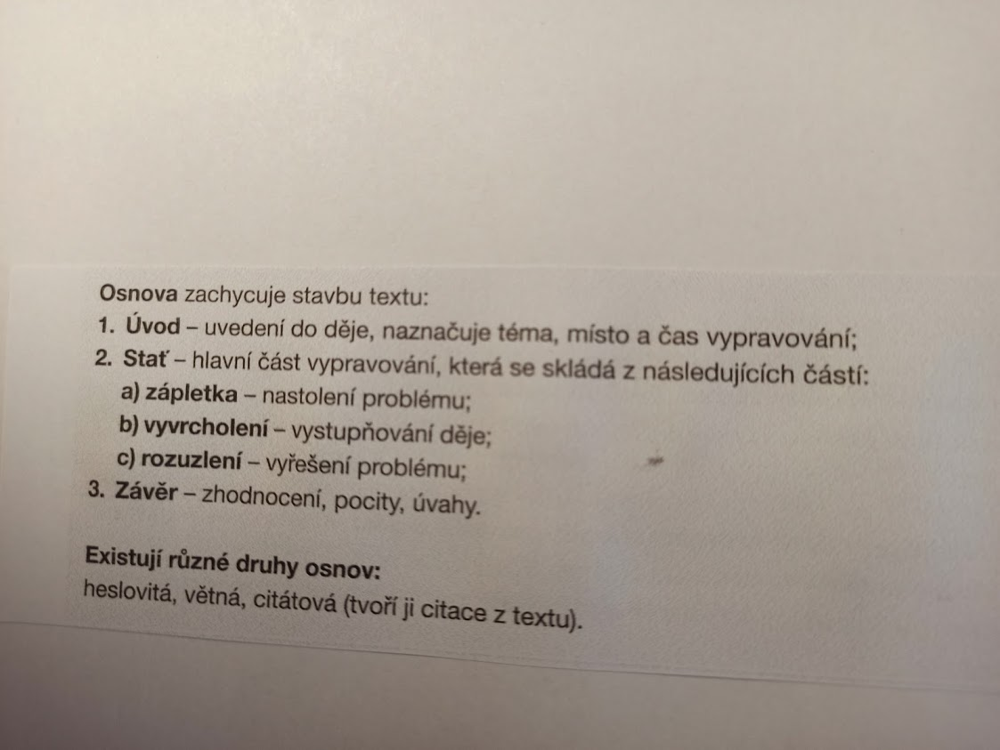 Osnova zachycuje stavbu textu:
1. Úvod – uvedení do děje, naznačuje téma, místo a čas vypravování;
2. Stať – hlavní část vypravování, která se skládá z následujících částí:
a) zápletka – nastolení problému;
b) vyvrcholení – vystupňování děje;
c) rozuzlení – vyřešení problému;
3. Závěr – zhodnocení, pocity, úvahy.
Existují různé druhy osnov:
heslovitá, větná, citátová (tvoří ji citace z textu).